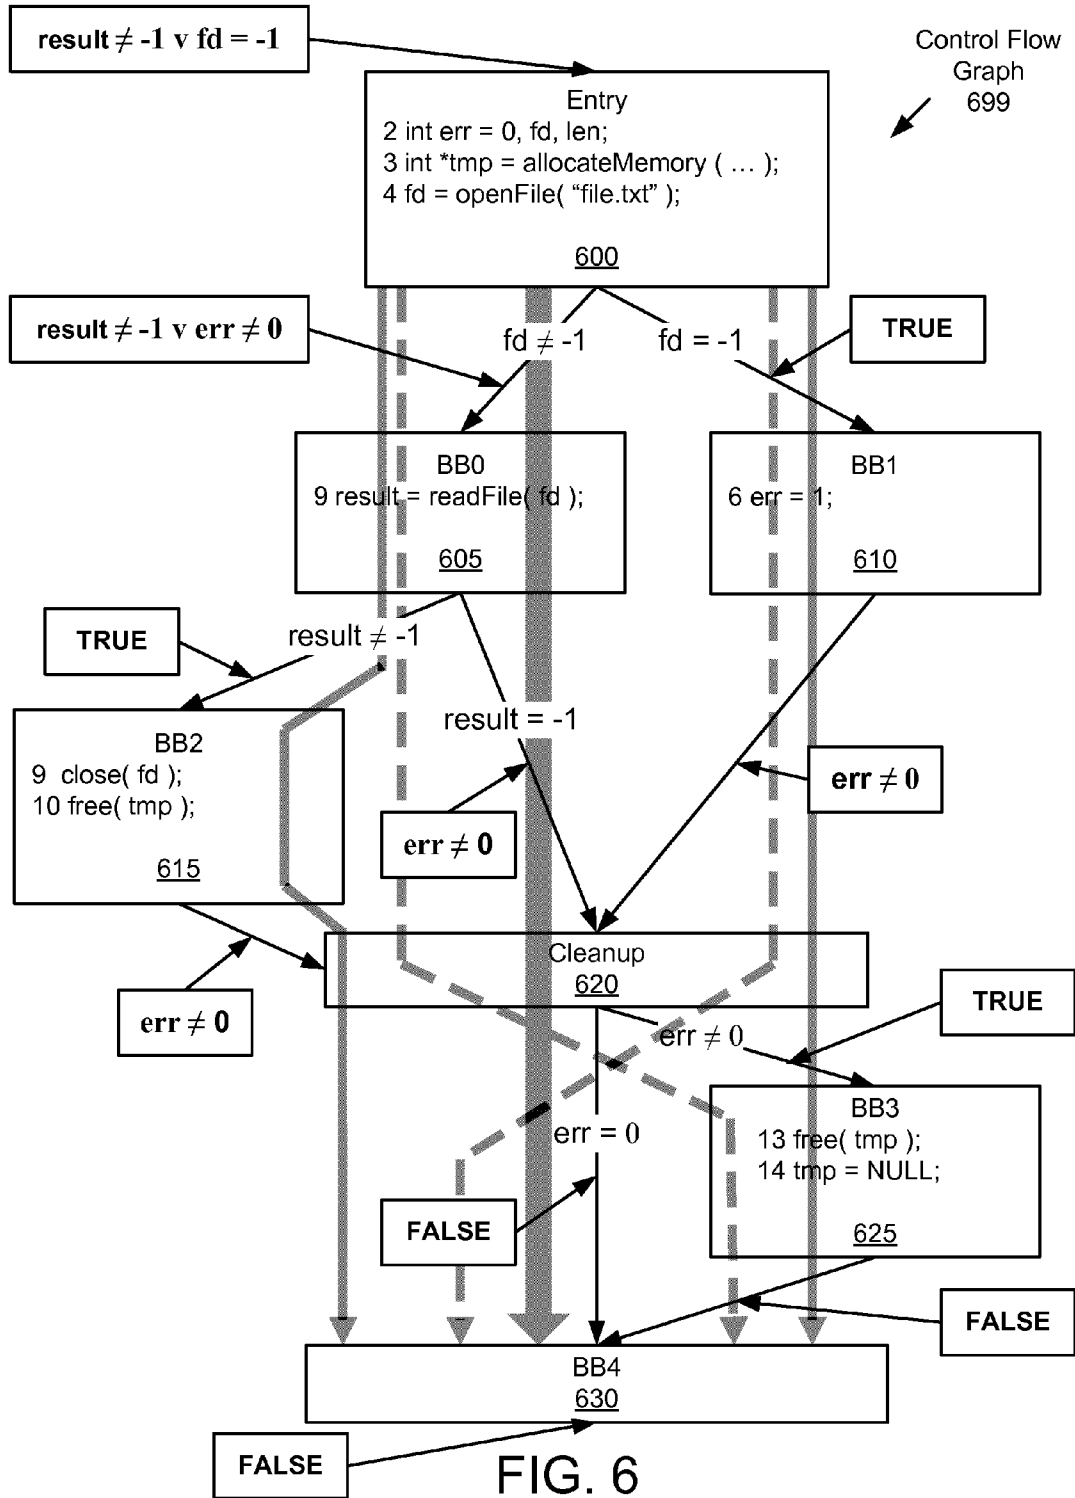 result ≠ -1 v fd = -1
Control Flow
Graph
699
Entry
2 int err = 0, fd, len;
3 int *tmp = allocateMemory ( … );
4 fd = openFile( “file.txt” );
600
result ≠ -1 v err ≠ 0
fd ≠ -1
fd = -1
TRUE
BB0
9 result = readFile( fd );
605
BB1
6 err = 1;
610
TRUE
result ≠ -1
result = -1
BB2
9  close( fd );
10 free( tmp );
615
err ≠ 0
err ≠ 0
Cleanup
620
err ≠ 0
TRUE
err ≠ 0
BB3
13 free( tmp );
14 tmp = NULL;
625
err = 0
FALSE
FALSE
BB4
630
FALSE
FIG. 6